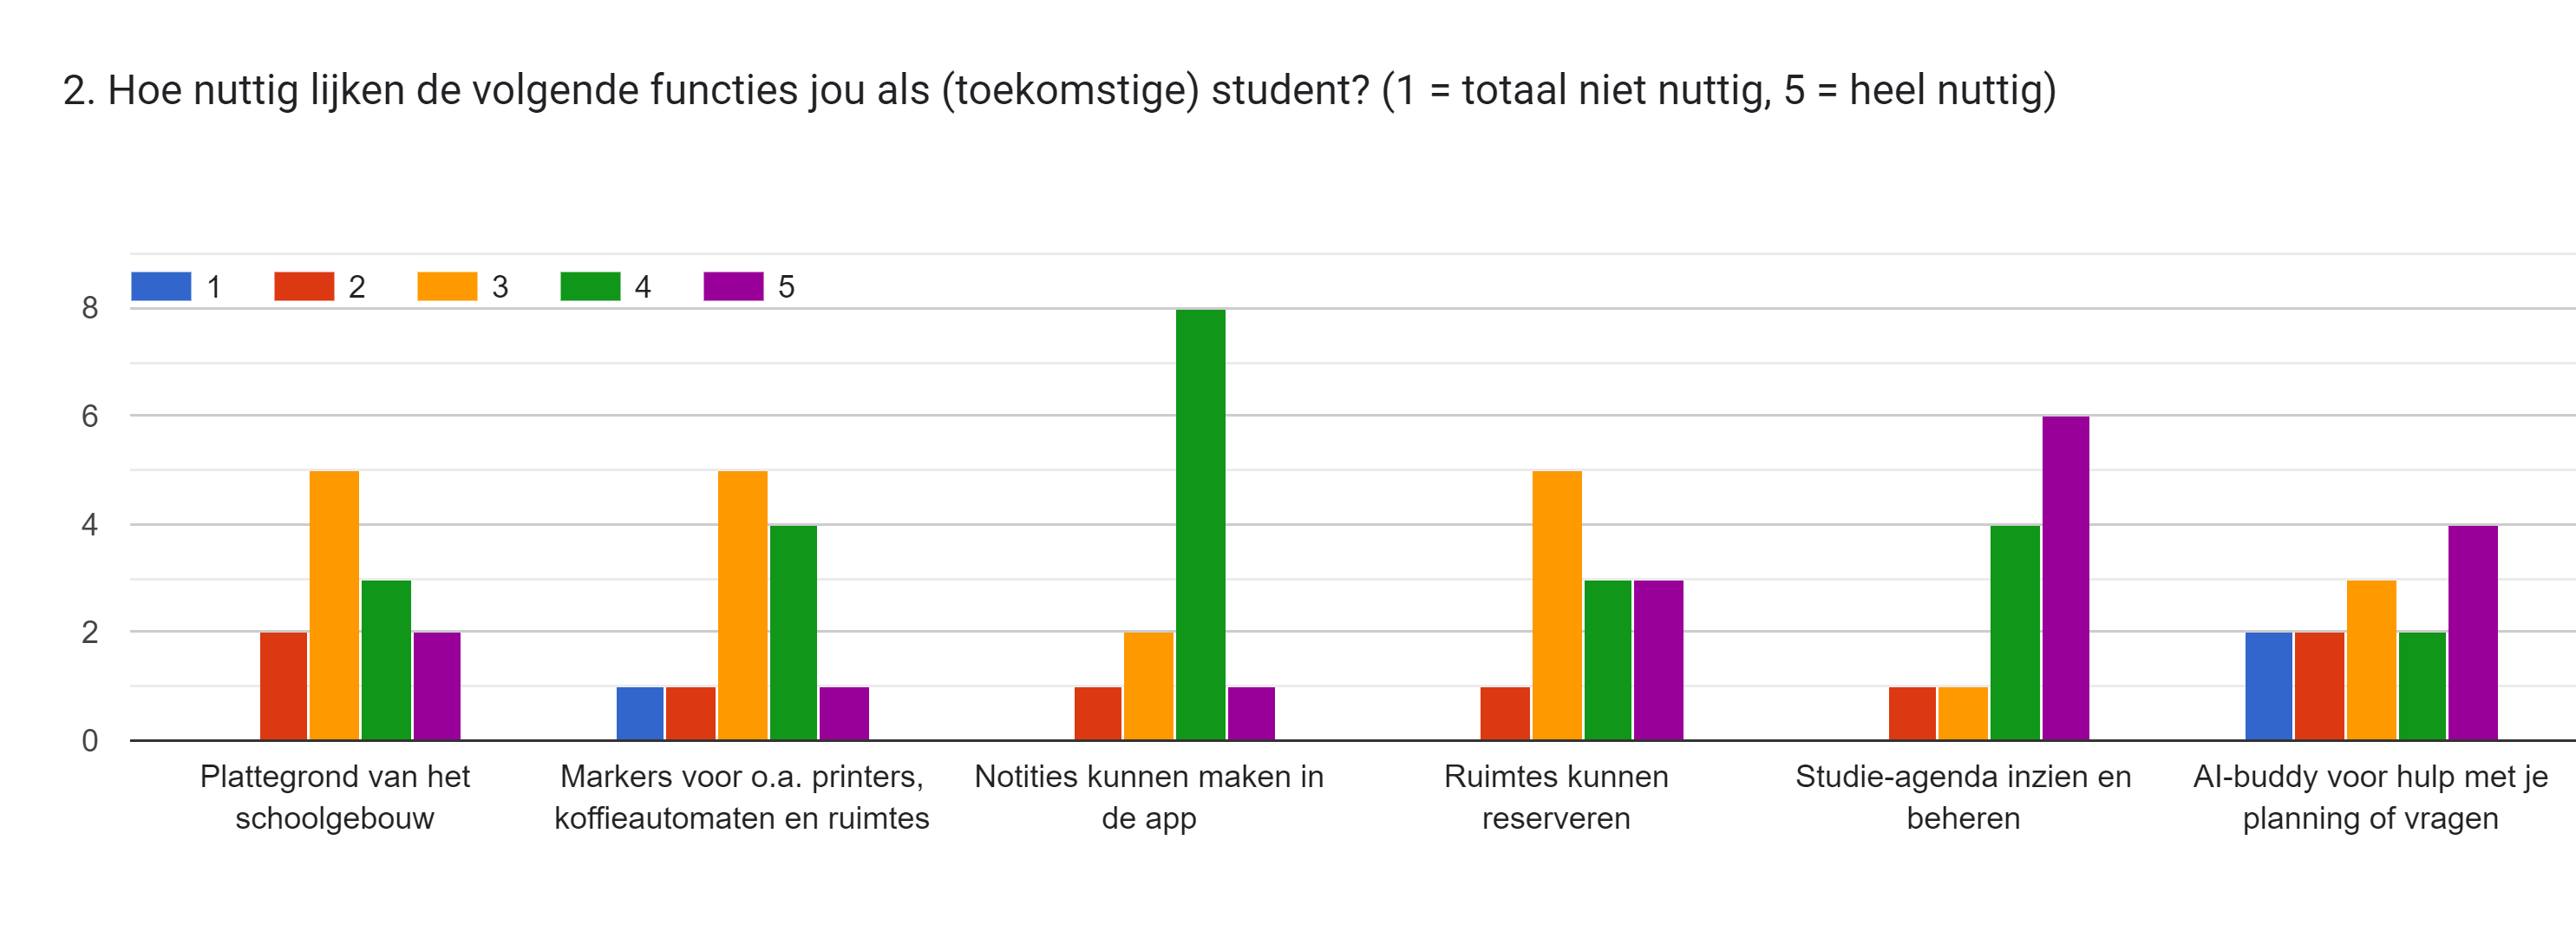 2. Hoe nuttig lijken de volgende functies jou als (toekomstige) student? (1 = totaal niet nuttig, 5 = heel nuttig)
1 2 3 4 5
8
6
4
2
0
Plattegrond van het
schoolgebouw
Markers voor o.a. printers,
koffieautomaten en ruimtes
Notities kunnen maken in
de app
Ruimtes kunnen
reserveren
Studie-agenda inzien en
beheren
AI-buddy voor hulp met je
planning of vragen